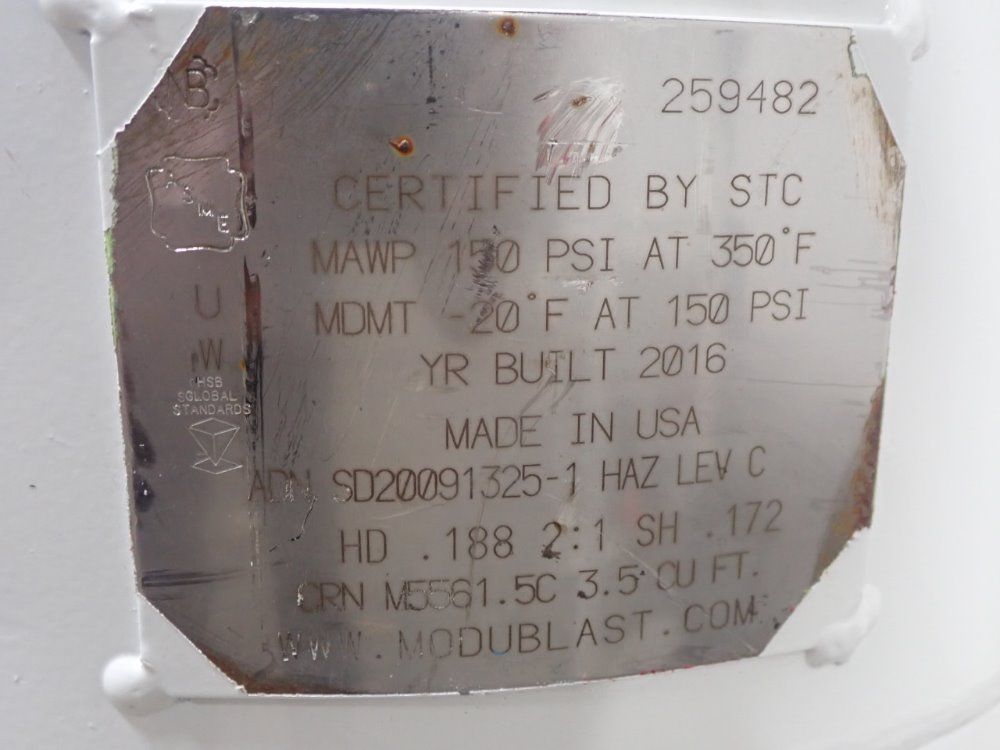 259482
CERTIFIED BY STC
MAWP 150 PSI AT 350°F
MDMT -20°F AT 150 PSI
YR BUILT 2016
MADE IN USA
ADN SD20091325-1 HAZ LEV C
HD .188 2:1 SH .172
CRN M5561.5C 3.5 CU FT.
WWW.MODUBLAST.COM
B
ASME
U
W
HSB
GLOBAL
STANDARDS